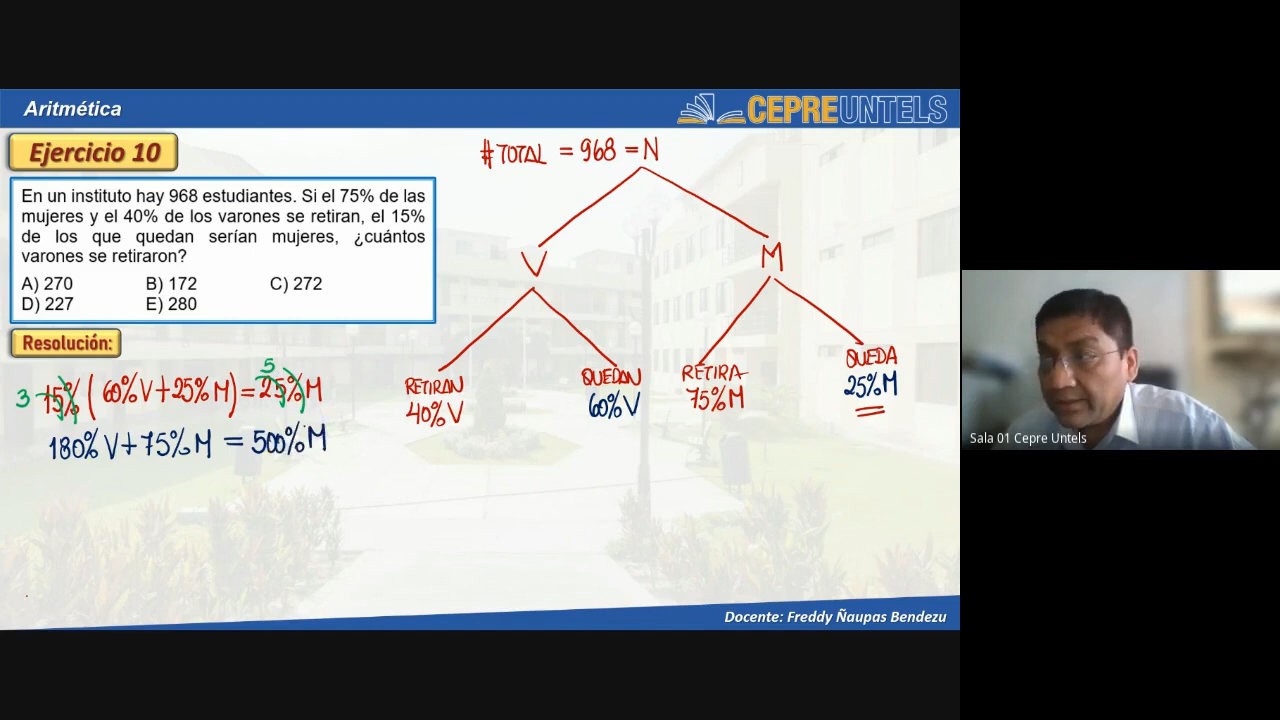 Aritmética
CEPREUNTELS
Ejercicio 10
En un instituto hay 968 estudiantes. Si el 75% de las
mujeres y el 40% de los varones se retiran, el 15%
de los que quedan serían mujeres, ¿cuántos
varones se retiraron?
A) 270 B) 172 C) 272
D) 227 E) 280
Resolución:
# TOTAL = 968 = N
V M
RETIRAN QUEDAN RETIRA QUEDA
40% V 60% V 75% M 25% M
3 5
15% (60% V + 25% M) = 25% M
180% V + 75% M = 500% M
Sala 01 Cepre Untels
Docente: Freddy Ñaupas Bendezu